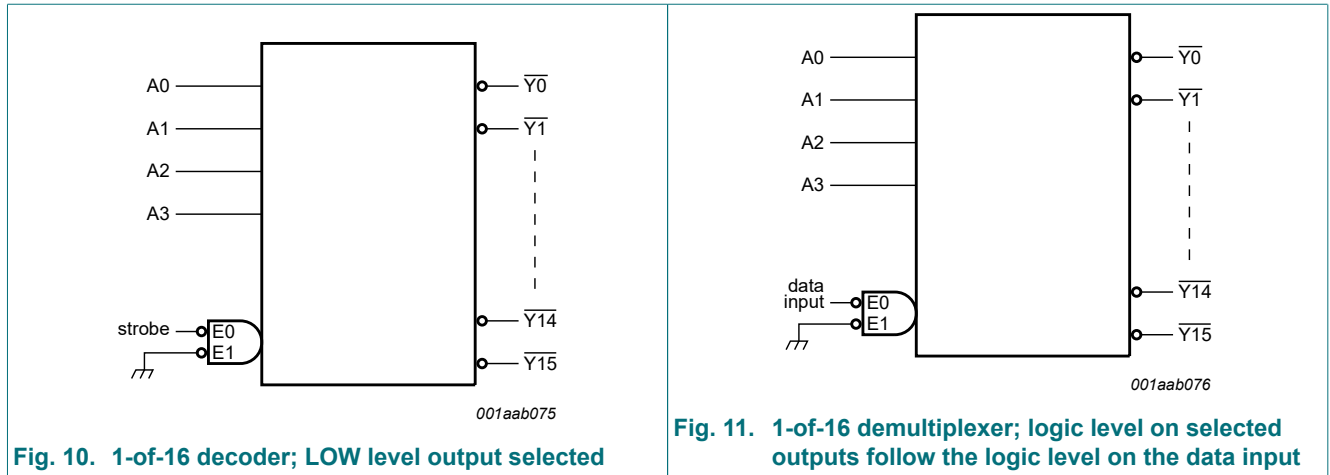 A0
A1
A2
A3
strobe
E0
E1
Y0
Y1
Y14
Y15
001aab075
Fig. 10. 1-of-16 decoder; LOW level output selected
A0
A1
A2
A3
data
input
E0
E1
Y0
Y1
Y14
Y15
001aab076
Fig. 11. 1-of-16 demultiplexer; logic level on selected
outputs follow the logic level on the data input